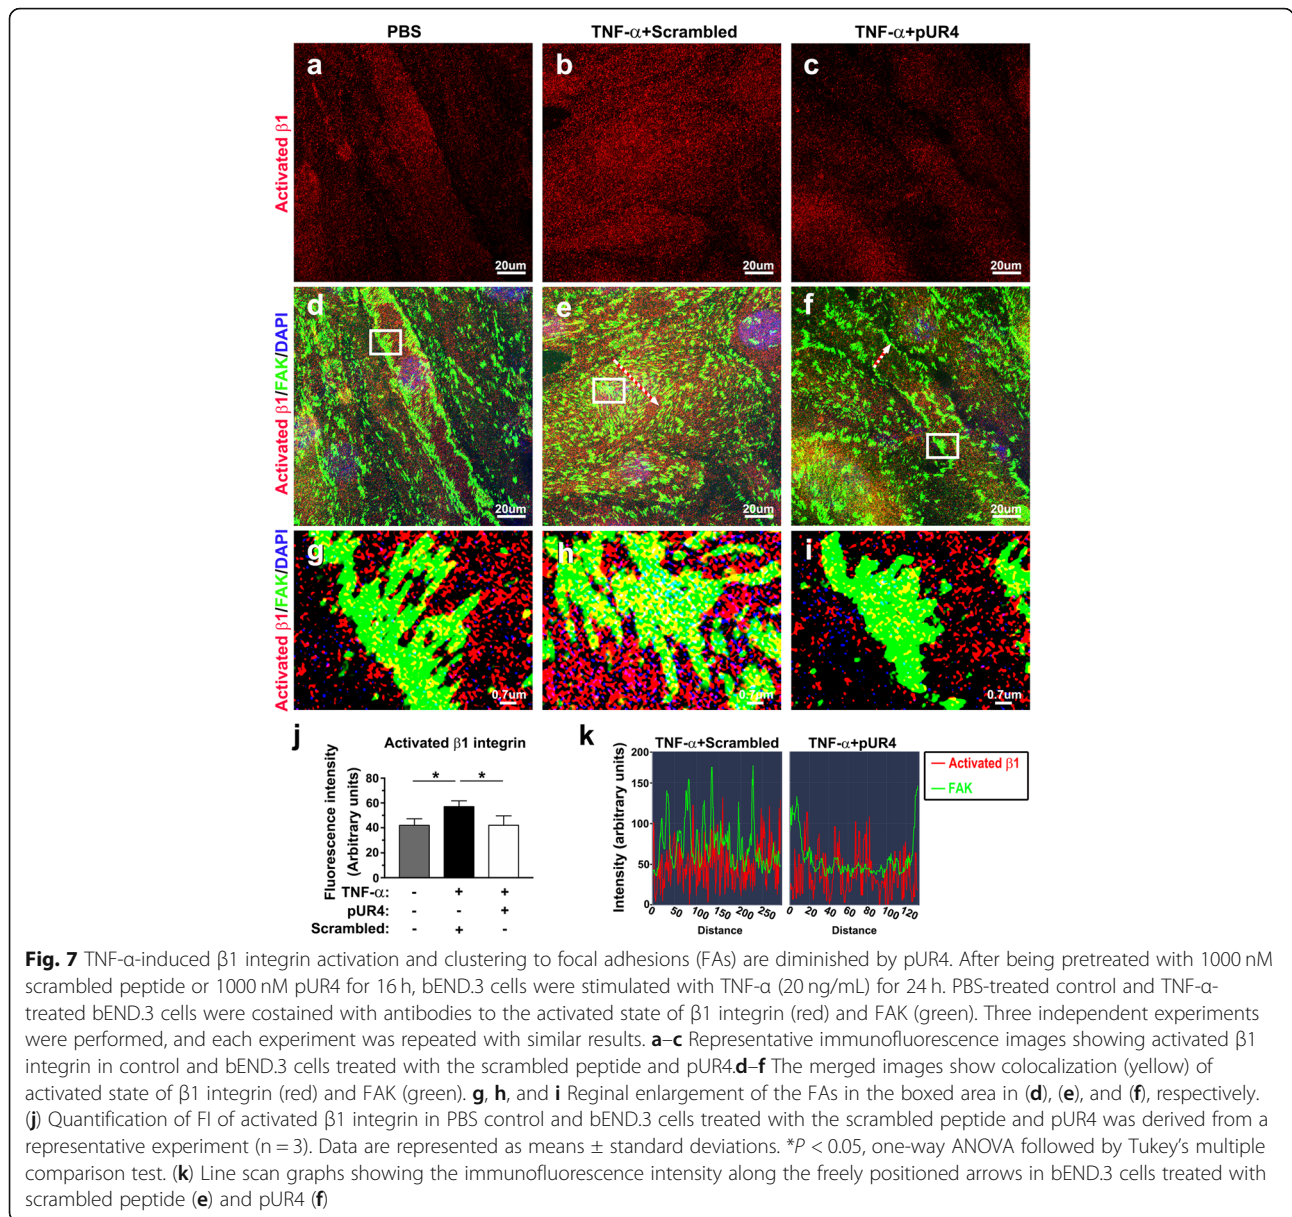 PBS
TNF-α+Scrambled
TNF-α+pUR4
Activated β1
a
b
c
20um
20um
20um
Activated β1/FAK/DAPI
d
e
f
20um
20um
20um
Activated β1/FAK/DAPI
g
h
i
0.7um
0.7um
0.7um
j
Activated β1 integrin
Fluorescence intensity
(Arbitrary units)
80
60
40
20
0
* *
TNF-α: - + +
pUR4: - - +
Scrambled: - + -
k
TNF-α+Scrambled
TNF-α+pUR4
Intensity (arbitrary units)
200
150
100
50
0
0 50 100 150 200 250
0 20 40 60 80 100 120
Distance
Distance
Activated β1
FAK
Fig. 7 TNF-α-induced β1 integrin activation and clustering to focal adhesions (FAs) are diminished by pUR4. After being pretreated with 1000 nM
scrambled peptide or 1000 nM pUR4 for 16 h, bEND.3 cells were stimulated with TNF-α (20 ng/mL) for 24 h. PBS-treated control and TNF-α-
treated bEND.3 cells were costained with antibodies to the activated state of β1 integrin (red) and FAK (green). Three independent experiments
were performed, and each experiment was repeated with similar results. a–c Representative immunofluorescence images showing activated β1
integrin in control and bEND.3 cells treated with the scrambled peptide and pUR4.d–f The merged images show colocalization (yellow) of
activated state of β1 integrin (red) and FAK (green). g, h, and i Reginal enlargement of the FAs in the boxed area in (d), (e), and (f), respectively.
(j) Quantification of FI of activated β1 integrin in PBS control and bEND.3 cells treated with the scrambled peptide and pUR4 was derived from a
representative experiment (n = 3). Data are represented as means ± standard deviations. *P < 0.05, one-way ANOVA followed by Tukey's multiple
comparison test. (k) Line scan graphs showing the immunofluorescence intensity along the freely positioned arrows in bEND.3 cells treated with
scrambled peptide (e) and pUR4 (f)